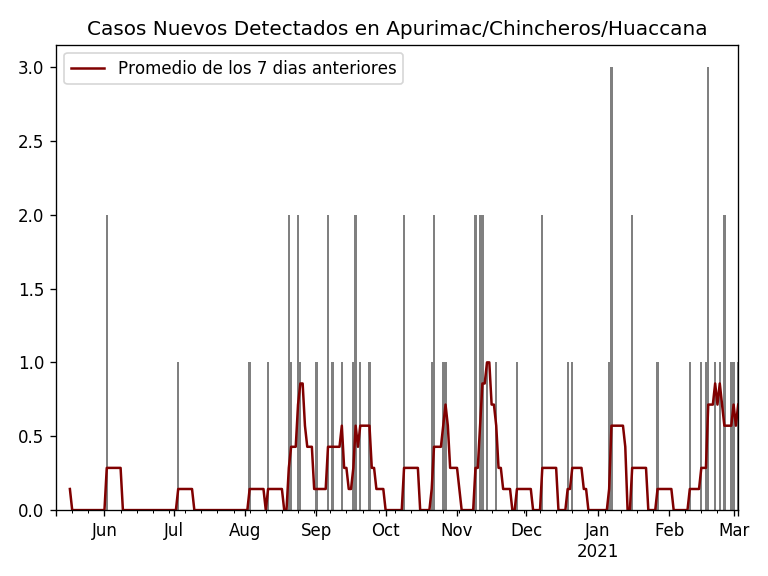 Casos Nuevos Detectados en Apurimac/Chincheros/Huaccana
Promedio de los 7 dias anteriores
3.0
2.5
2.0
1.5
1.0
0.5
0.0
Jun Jul Aug Sep Oct Nov Dec Jan Feb Mar
2021